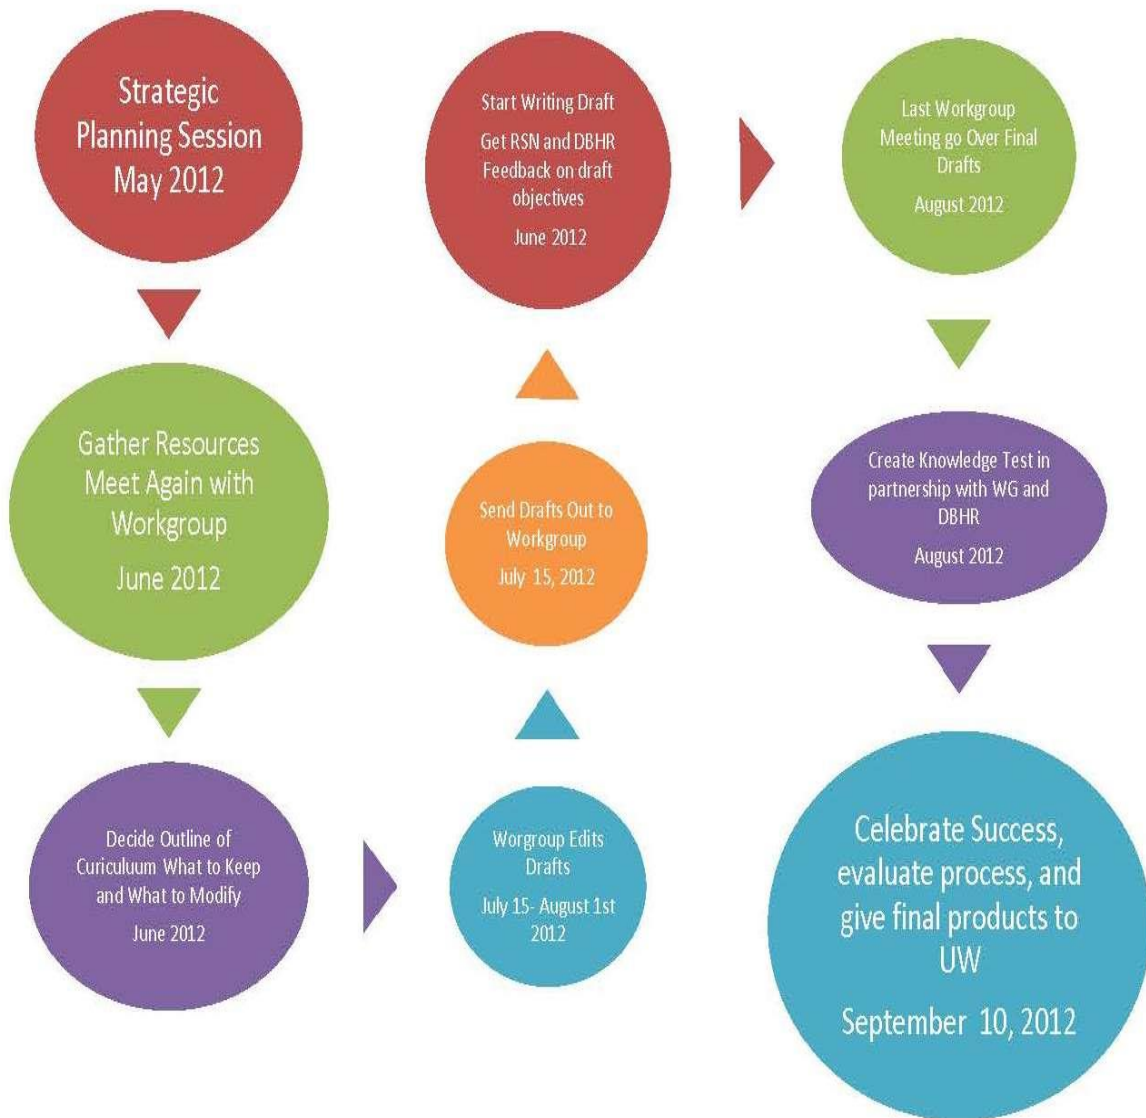 Strategic
Planning Session
May 2012
Gather Resources
Meet Again with
Workgroup
June 2012
Decide Outline of
Curiculuum What to Keep
and What to Modify
June 2012
Worgroup Edits
Drafts
July 15- August 1st
2012
Send Drafts Out to
Workgroup
July 15, 2012
Start Writing Draft
Get RSN and DBHR
Feedback on draft
objectives
June 2012
Last Workgroup
Meeting go Over Final
Drafts
August 2012
Create Knowledge Test in
partnership with WG and
DBHR
August 2012
Celebrate Success,
evaluate process, and
give final products to
UW
September 10, 2012